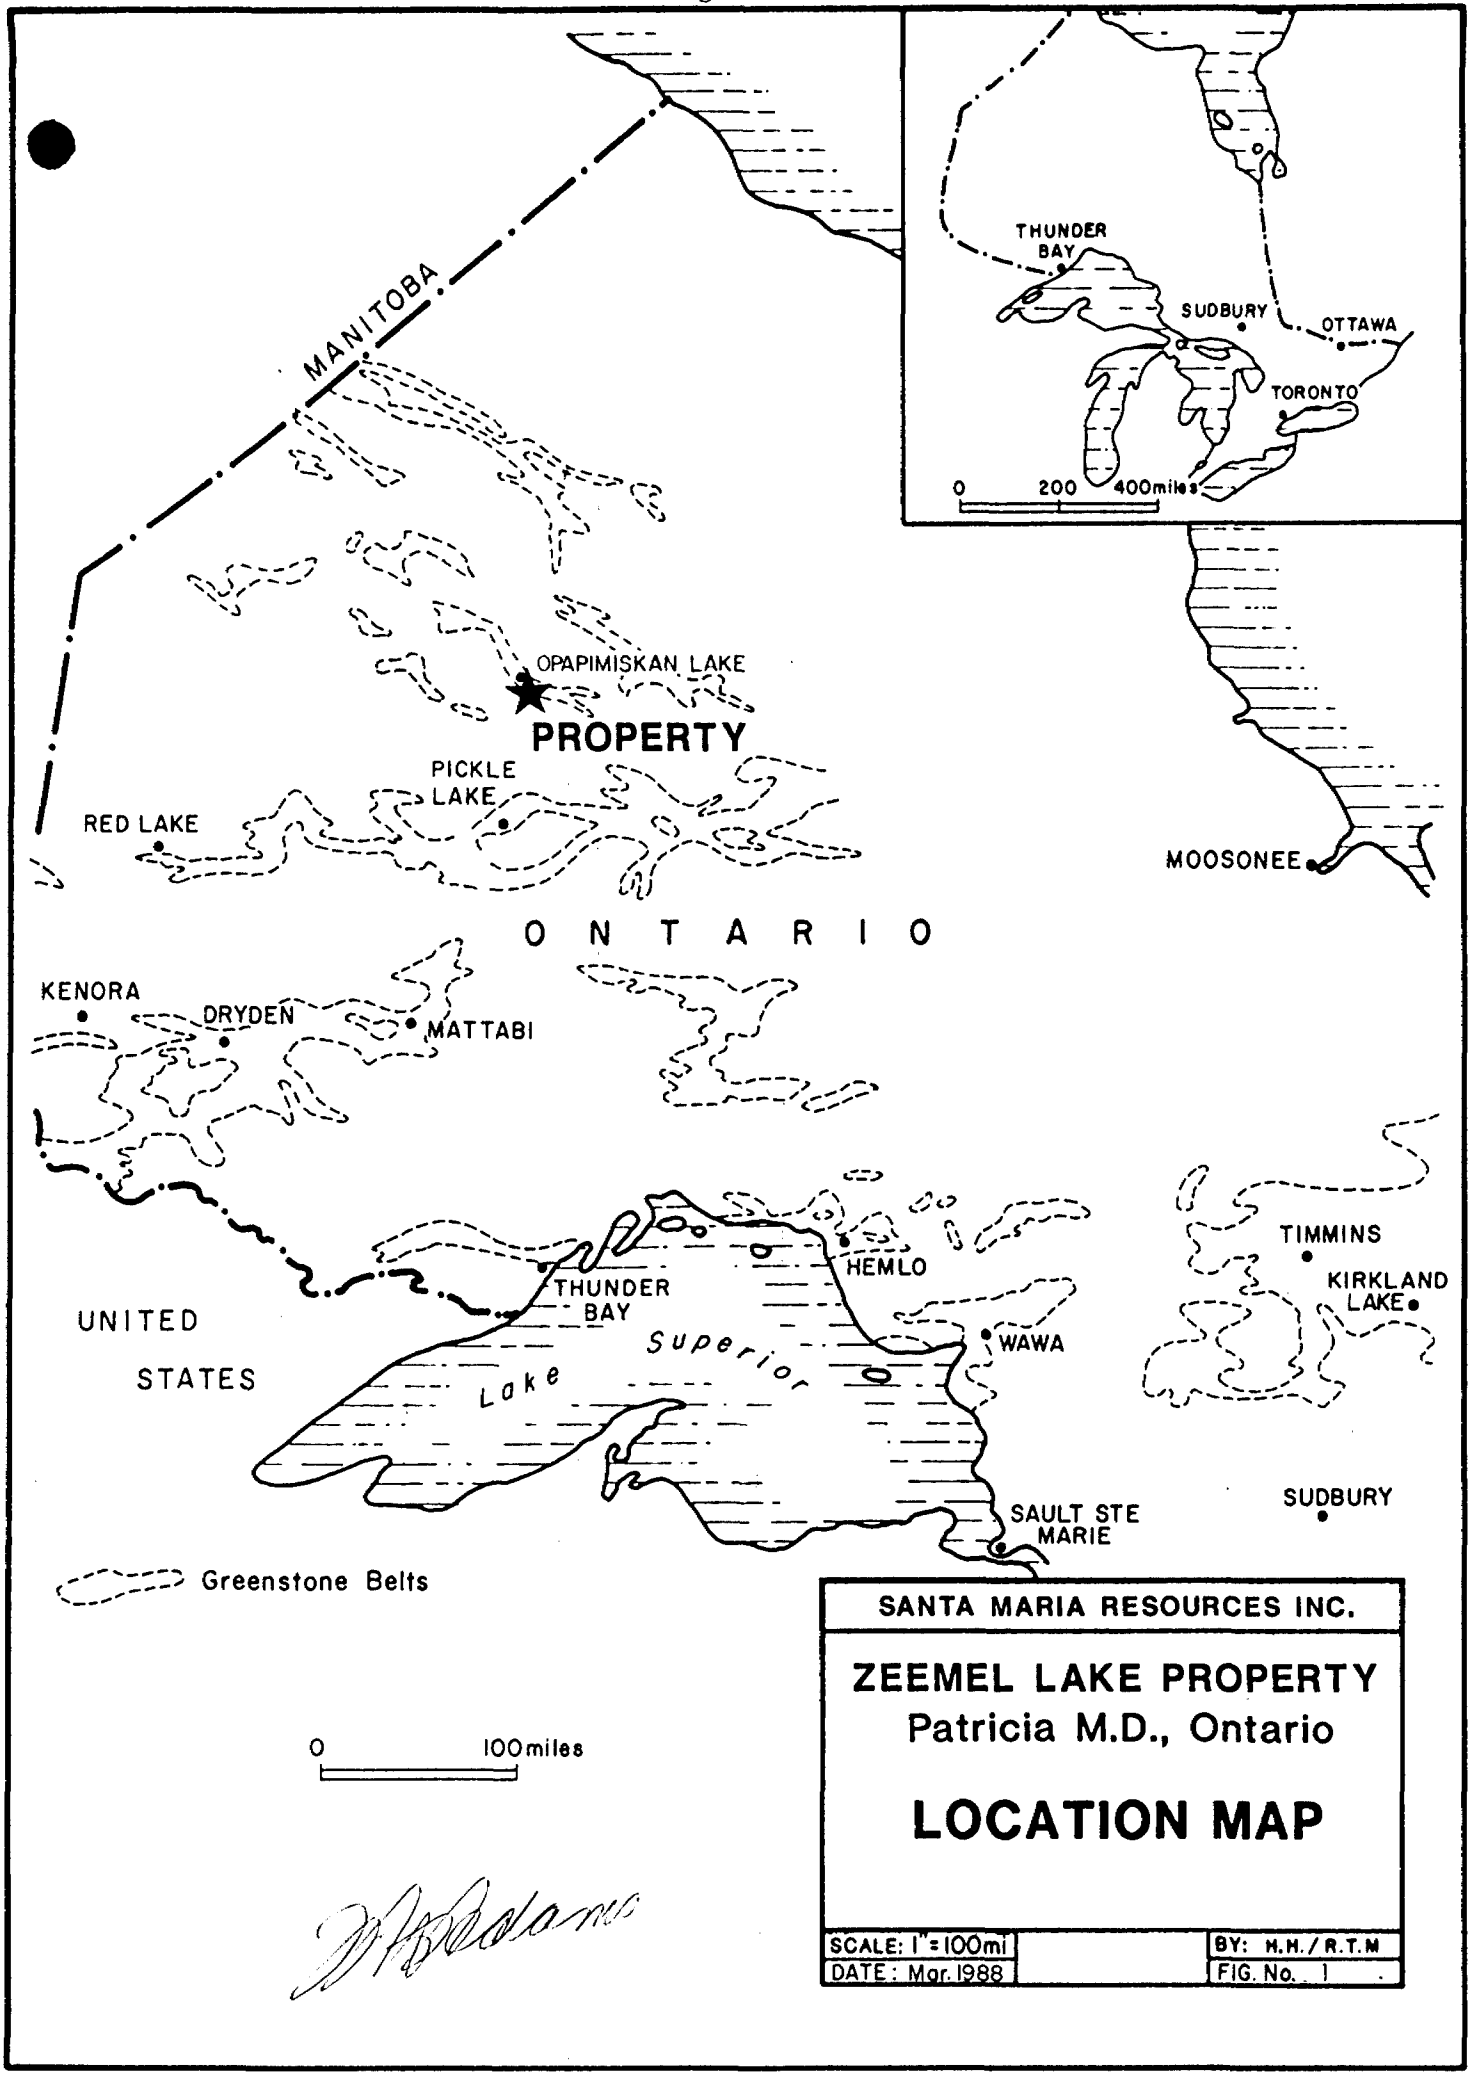 THUNDER
BAY
SUDBURY
OTTAWA
TORONTO
0 200 400miles
MANITOBA
OPAPIMISKAN LAKE
PROPERTY
PICKLE
LAKE
RED LAKE
MOOSONEE
ONTARIO
KENORA
DRYDEN
MATTABI
TIMMINS
HEMLO
KIRKLAND
LAKE
THUNDER
BAY
UNITED
STATES
WAWA
Lake Superior
SUDBURY
SAULT STE
MARIE
Greenstone Belts
0 100miles
SANTA MARIA RESOURCES INC.
ZEEMEL LAKE PROPERTY
Patricia M.D., Ontario
LOCATION MAP
SCALE: 1"=100mi
BY: H.H./R.T.M
DATE: Mar. 1988
FIG. No. 1